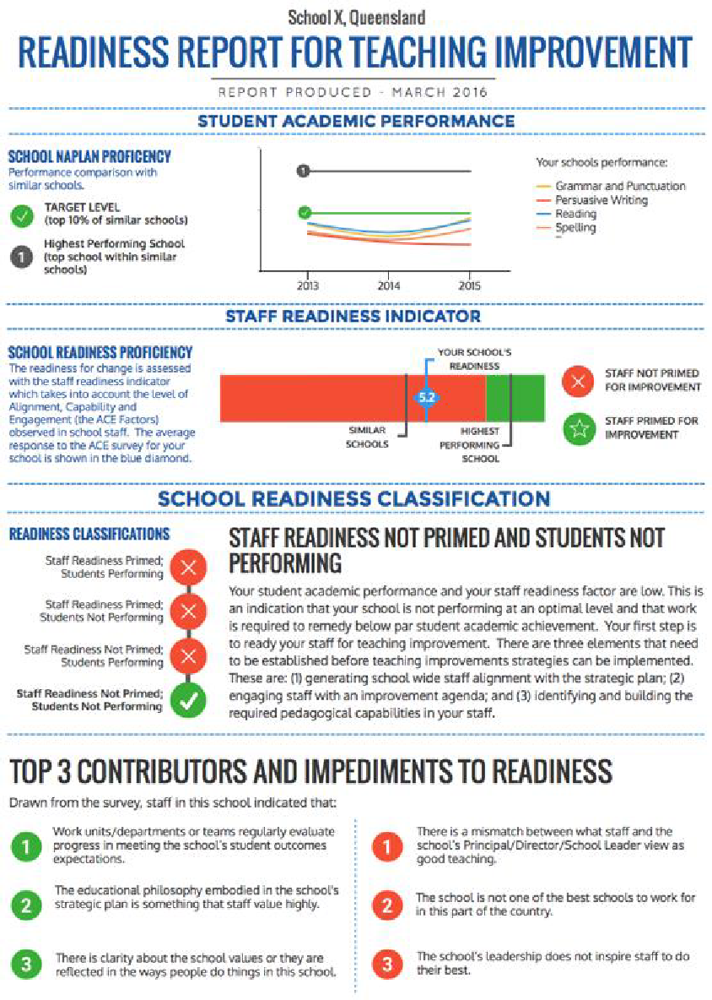 School X, Queensland
READINESS REPORT FOR TEACHING IMPROVEMENT
REPORT PRODUCED - MARCH 2016
STUDENT ACADEMIC PERFORMANCE
SCHOOL NAPLAN PROFICIENCY
Performance comparison with
similar schools.
TARGET LEVEL
(top 10% of similar schools)
1
Highest Performing School
(top school within similar
schools)
1
2013
2014
2015
Your schools performance:
Grammar and Punctuation
Persuasive Writing
Reading
Spelling
STAFF READINESS INDICATOR
SCHOOL READINESS PROFICIENCY
The readiness for change is assessed
with the staff readiness indicator
which takes into account the level of
Alignment, Capability and
Engagement (the ACE Factors)
observed in school staff. The average
response to the ACE survey for your
school is shown in the blue diamond.
YOUR SCHOOL'S
READINESS
5.2
SIMILAR
SCHOOLS
HIGHEST
PERFORMING
SCHOOL
STAFF NOT PRIMED
FOR IMPROVEMENT
STAFF PRIMED FOR
IMPROVEMENT
SCHOOL READINESS CLASSIFICATION
READINESS CLASSIFICATIONS
Staff Readiness Primed;
Students Performing
Staff Readiness Primed;
Students Not Performing
Staff Readiness Not Primed;
Students Performing
Staff Readiness Not Primed;
Students Not Performing
STAFF READINESS NOT PRIMED AND STUDENTS NOT
PERFORMING
Your student academic performance and your staff readiness factor are low. This is
an indication that your school is not performing at an optimal level and that work
is required to remedy below par student academic achievement. Your first step is
to ready your staff for teaching improvement. There are three elements that need
to be established before teaching improvements strategies can be implemented.
These are: (1) generating school wide staff alignment with the strategic plan; (2)
engaging staff with an improvement agenda; and (3) identifying and building the
required pedagogical capabilities in your staff.
TOP 3 CONTRIBUTORS AND IMPEDIMENTS TO READINESS
Drawn from the survey, staff in this school indicated that:
1
Work units/departments or teams regularly evaluate
progress in meeting the school's student outcomes
expectations.
2
The educational philosophy embodied in the school's
strategic plan is something that staff value highly.
3
There is clarity about the school values or they are
reflected in the ways people do things in this school.
1
There is a mismatch between what staff and the
school's Principal/Director/School Leader view as
good teaching.
2
The school is not one of the best schools to work for
in this part of the country.
3
The school's leadership does not inspire staff to do
their best.